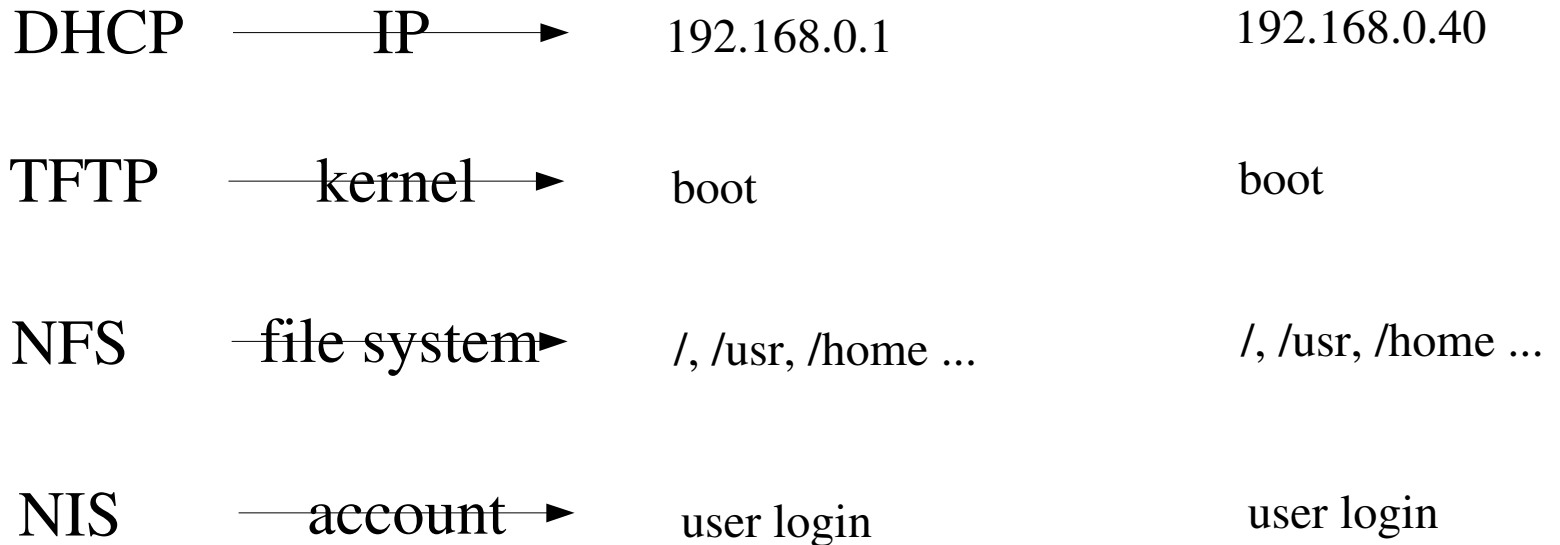 DHCP IP 192.168.0.1 192.168.0.40
TFTP kernel boot boot
NFS file system /, /usr, /home ... /, /usr, /home ...
NIS account user login user login